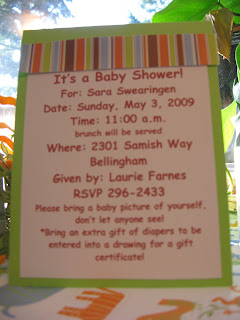 It's a Baby Shower!
For: Sara Swearingen
Date: Sunday, May 3, 2009
Time: 11:00 a.m.
brunch will be served
Where: 2301 Samish Way
Bellingham
Given by: Laurie Farnes
RSVP 296-2433
Please bring a baby picture of yourself,
don't let anyone see!
*Bring an extra gift of diapers to be
entered into a drawing for a gift
certificate!